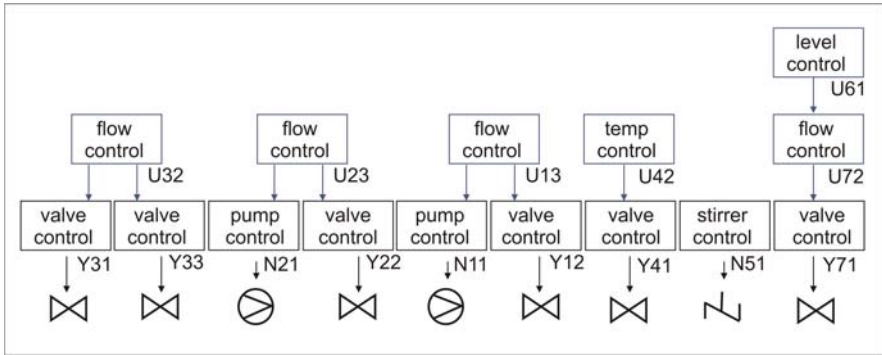 level
control
U61
flow
control
flow
control
flow
control
temp
control
flow
control
U32
U23
U13
U42
U72
valve
control
valve
control
pump
control
valve
control
pump
control
valve
control
valve
control
stirrer
control
valve
control
Y31
Y33
N21
Y22
N11
Y12
Y41
N51
Y71